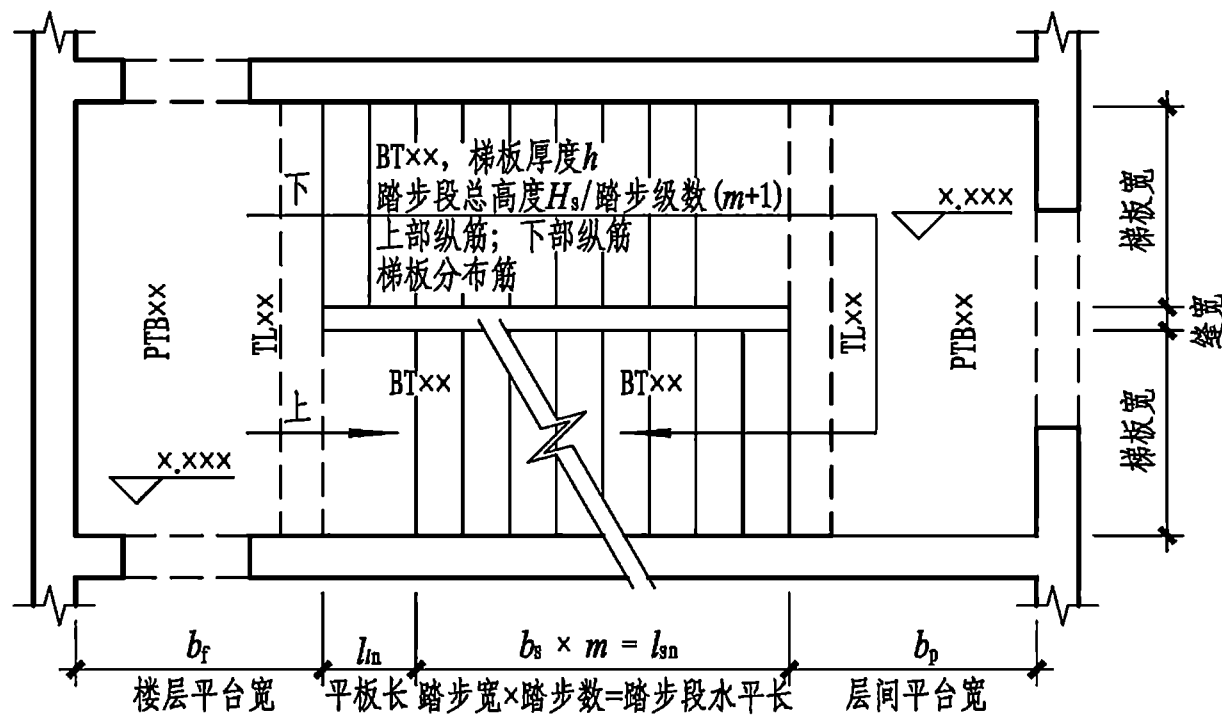 BT××，梯板厚度h
踏步段总高度Hs/踏步级数(m+1)
上部纵筋；下部纵筋
梯板分布筋
下
x.xxx
梯板宽
缝宽
梯板宽
PTB××
TL××
TL××
PTB××
BT××
BT××
上
x.xxx
bf
lln
bs × m = lsn
bp
楼层平台宽
平板长
踏步宽×踏步数=踏步段水平长
层间平台宽